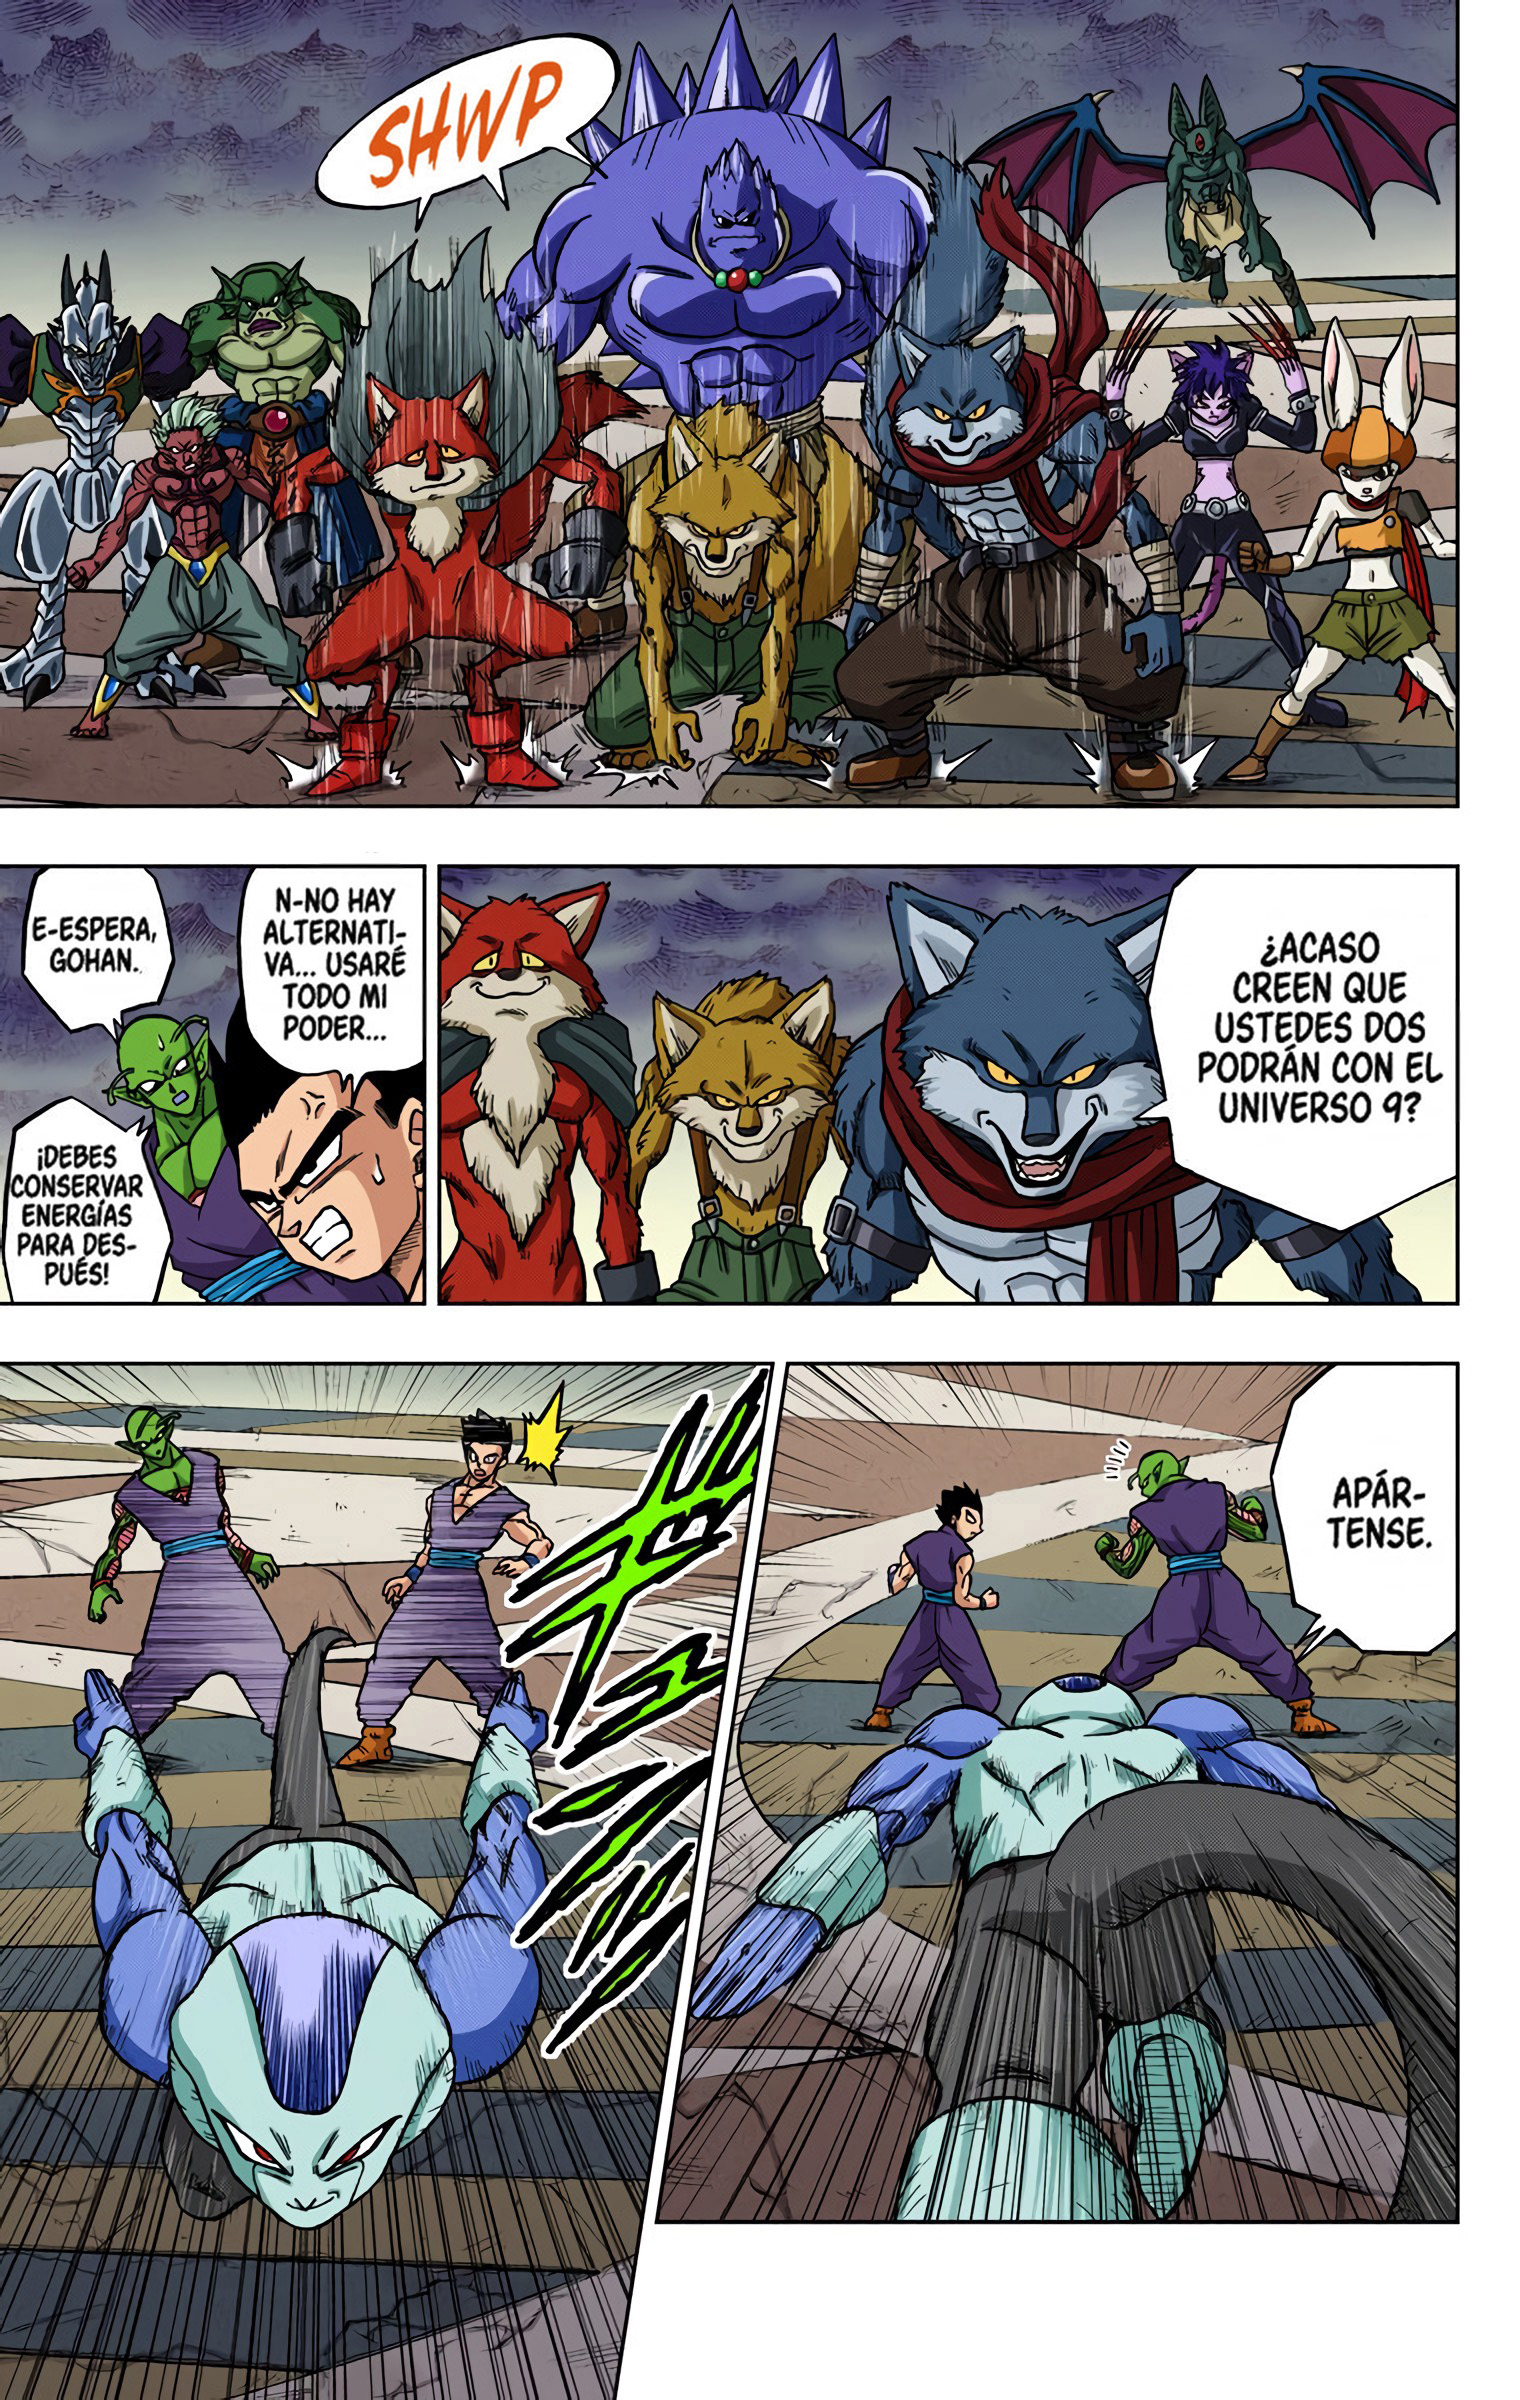 SHWP
¿ACASO
CREEN QUE
USTEDES DOS
PODRÁN CON EL
UNIVERSO 9?
N-NO HAY
ALTERNATI-
VA... USARÉ
TODO MI
PODER...
E-ESPERA,
GOHAN.
¡DEBES
CONSERVAR
ENERGÍAS
PARA DES-
PUÉS!
APÁR-
TENSE.